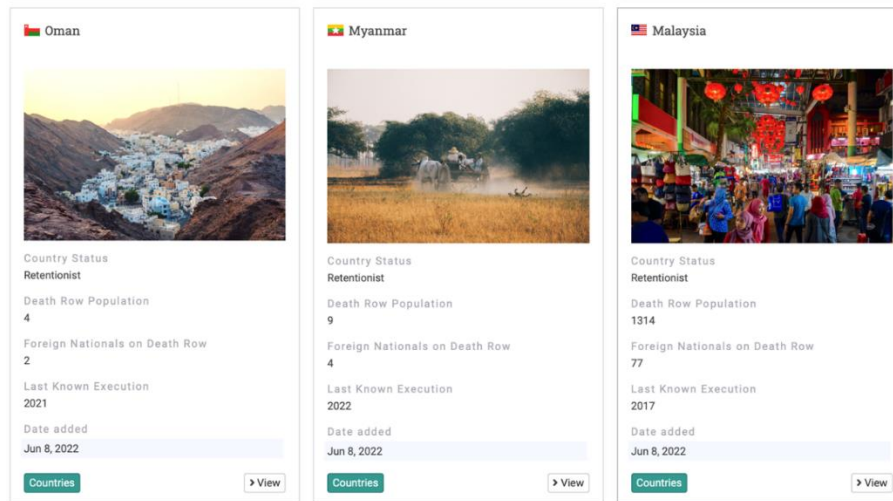 Oman
Country Status
Retentionist
Death Row Population
4
Foreign Nationals on Death Row
2
Last Known Execution
2021
Date added
Jun 8, 2022
Countries
> View
Myanmar
Country Status
Retentionist
Death Row Population
9
Foreign Nationals on Death Row
4
Last Known Execution
2022
Date added
Jun 8, 2022
Countries
> View
Malaysia
Country Status
Retentionist
Death Row Population
1314
Foreign Nationals on Death Row
77
Last Known Execution
2017
Date added
Jun 8, 2022
Countries
> View